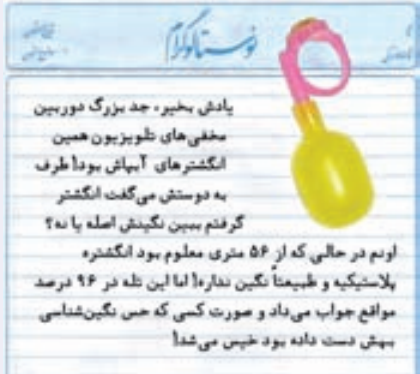 نوستالوگرام
یادش بخیر، جد بزرگ دوربین
مخفی‌های تلویزیون همین
انگشترهای آبپاش بود! طرف
به دوستش می‌گفت انگشتر
گرفتم ببین نگینش اصله یا نه؟
اونم در حالی که از ۵۶ متری معلوم بود انگشتره
پلاستیکیه و طبیعتاً نگین نداره! اما این تله در ۹۶ درصد
مواقع جواب می‌داد و صورت کسی که حس نگین‌شناسی
بهش دست داده بود خیس می‌شد!